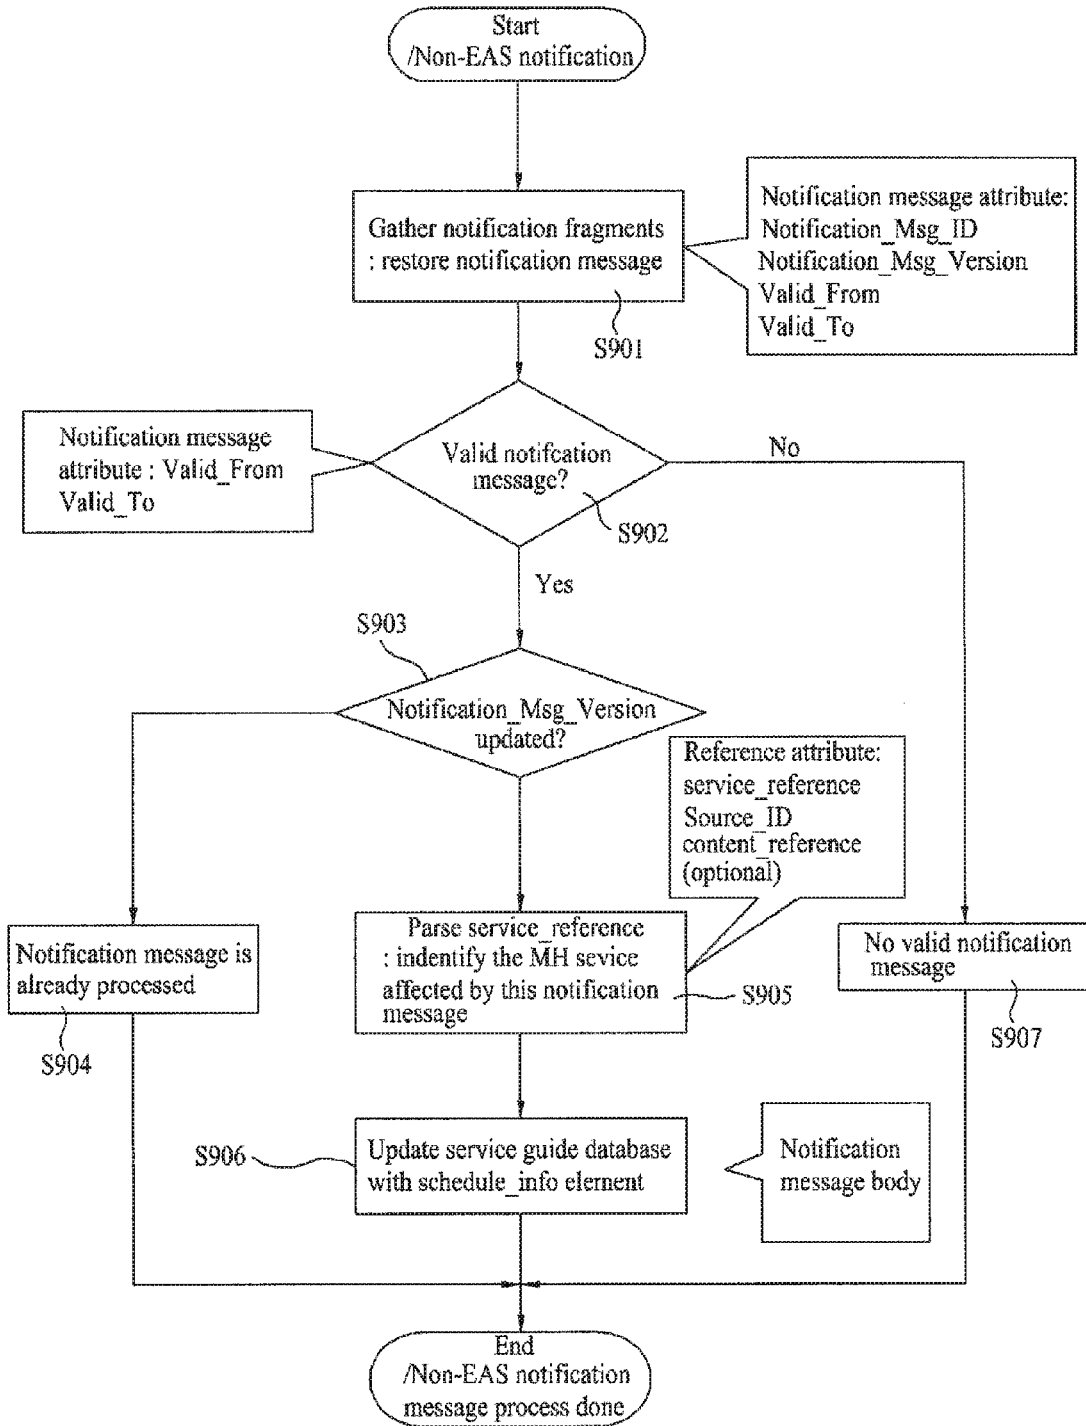 Start
/Non-EAS notification
Gather notification fragments
: restore notification message
S901
Notification message attribute:
Notification_Msg_ID
Notification_Msg_Version
Valid_From
Valid_To
Notification message
attribute : Valid_From
Valid_To
Valid notifcation
message?
S902
No
Yes
S903
Notification_Msg_Version
updated?
Reference attribute:
service_reference
Source_ID
content_reference
(optional)
Notification message is
already processed
S904
Parse service_reference
: indentify the MH sevice
affected by this notification
message
S905
No valid notification
message
S907
S906
Update service guide database
with schedule_info element
Notification
message body
End
/Non-EAS notification
message process done